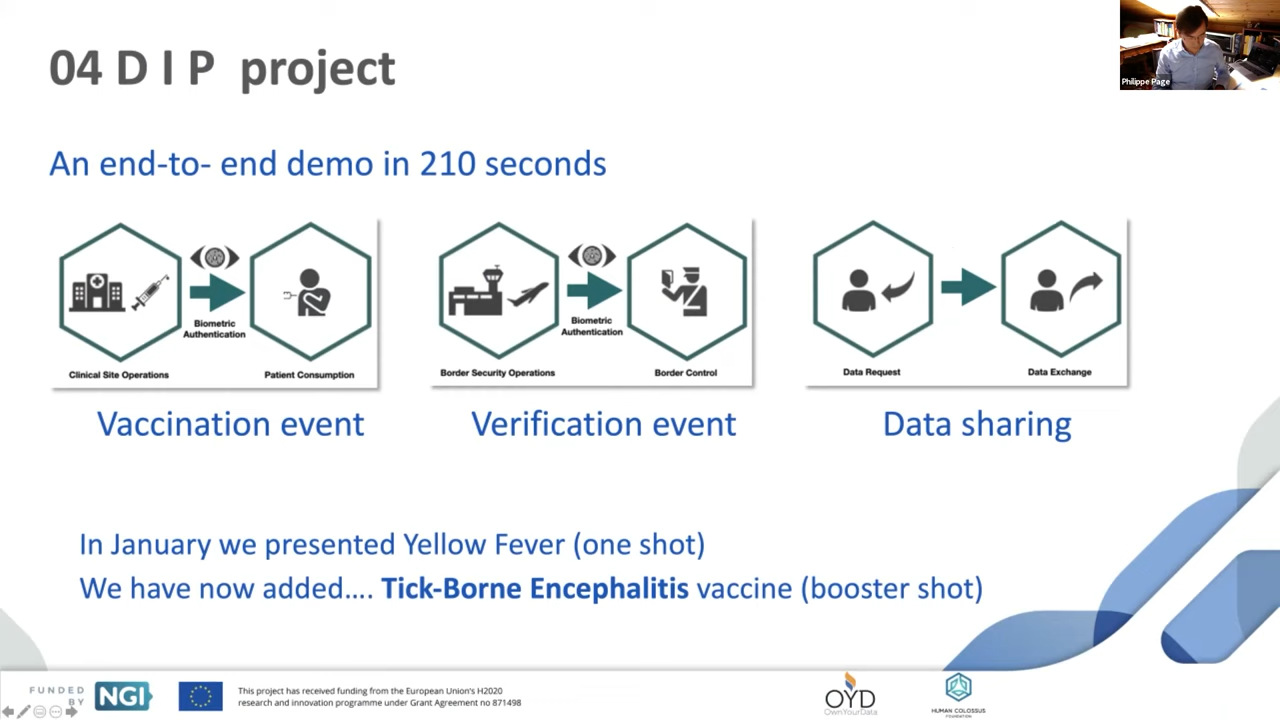 04 D I P project
Philippe Page
An end-to- end demo in 210 seconds
Biometric
Authentication
Clinical Site Operations
Patient Consumption
Biometric
Authentication
Border Security Operations
Border Control
Data Request
Data Exchange
Vaccination event
Verification event
Data sharing
In January we presented Yellow Fever (one shot)
We have now added.... Tick-Borne Encephalitis vaccine (booster shot)
FUNDED
BY
NGI
This project has received funding from the European Union's H2020
research and innovation programme under Grant Agreement no 871498
OYD
OwnYourData
HUMAN COLOSSUS
FOUNDATION